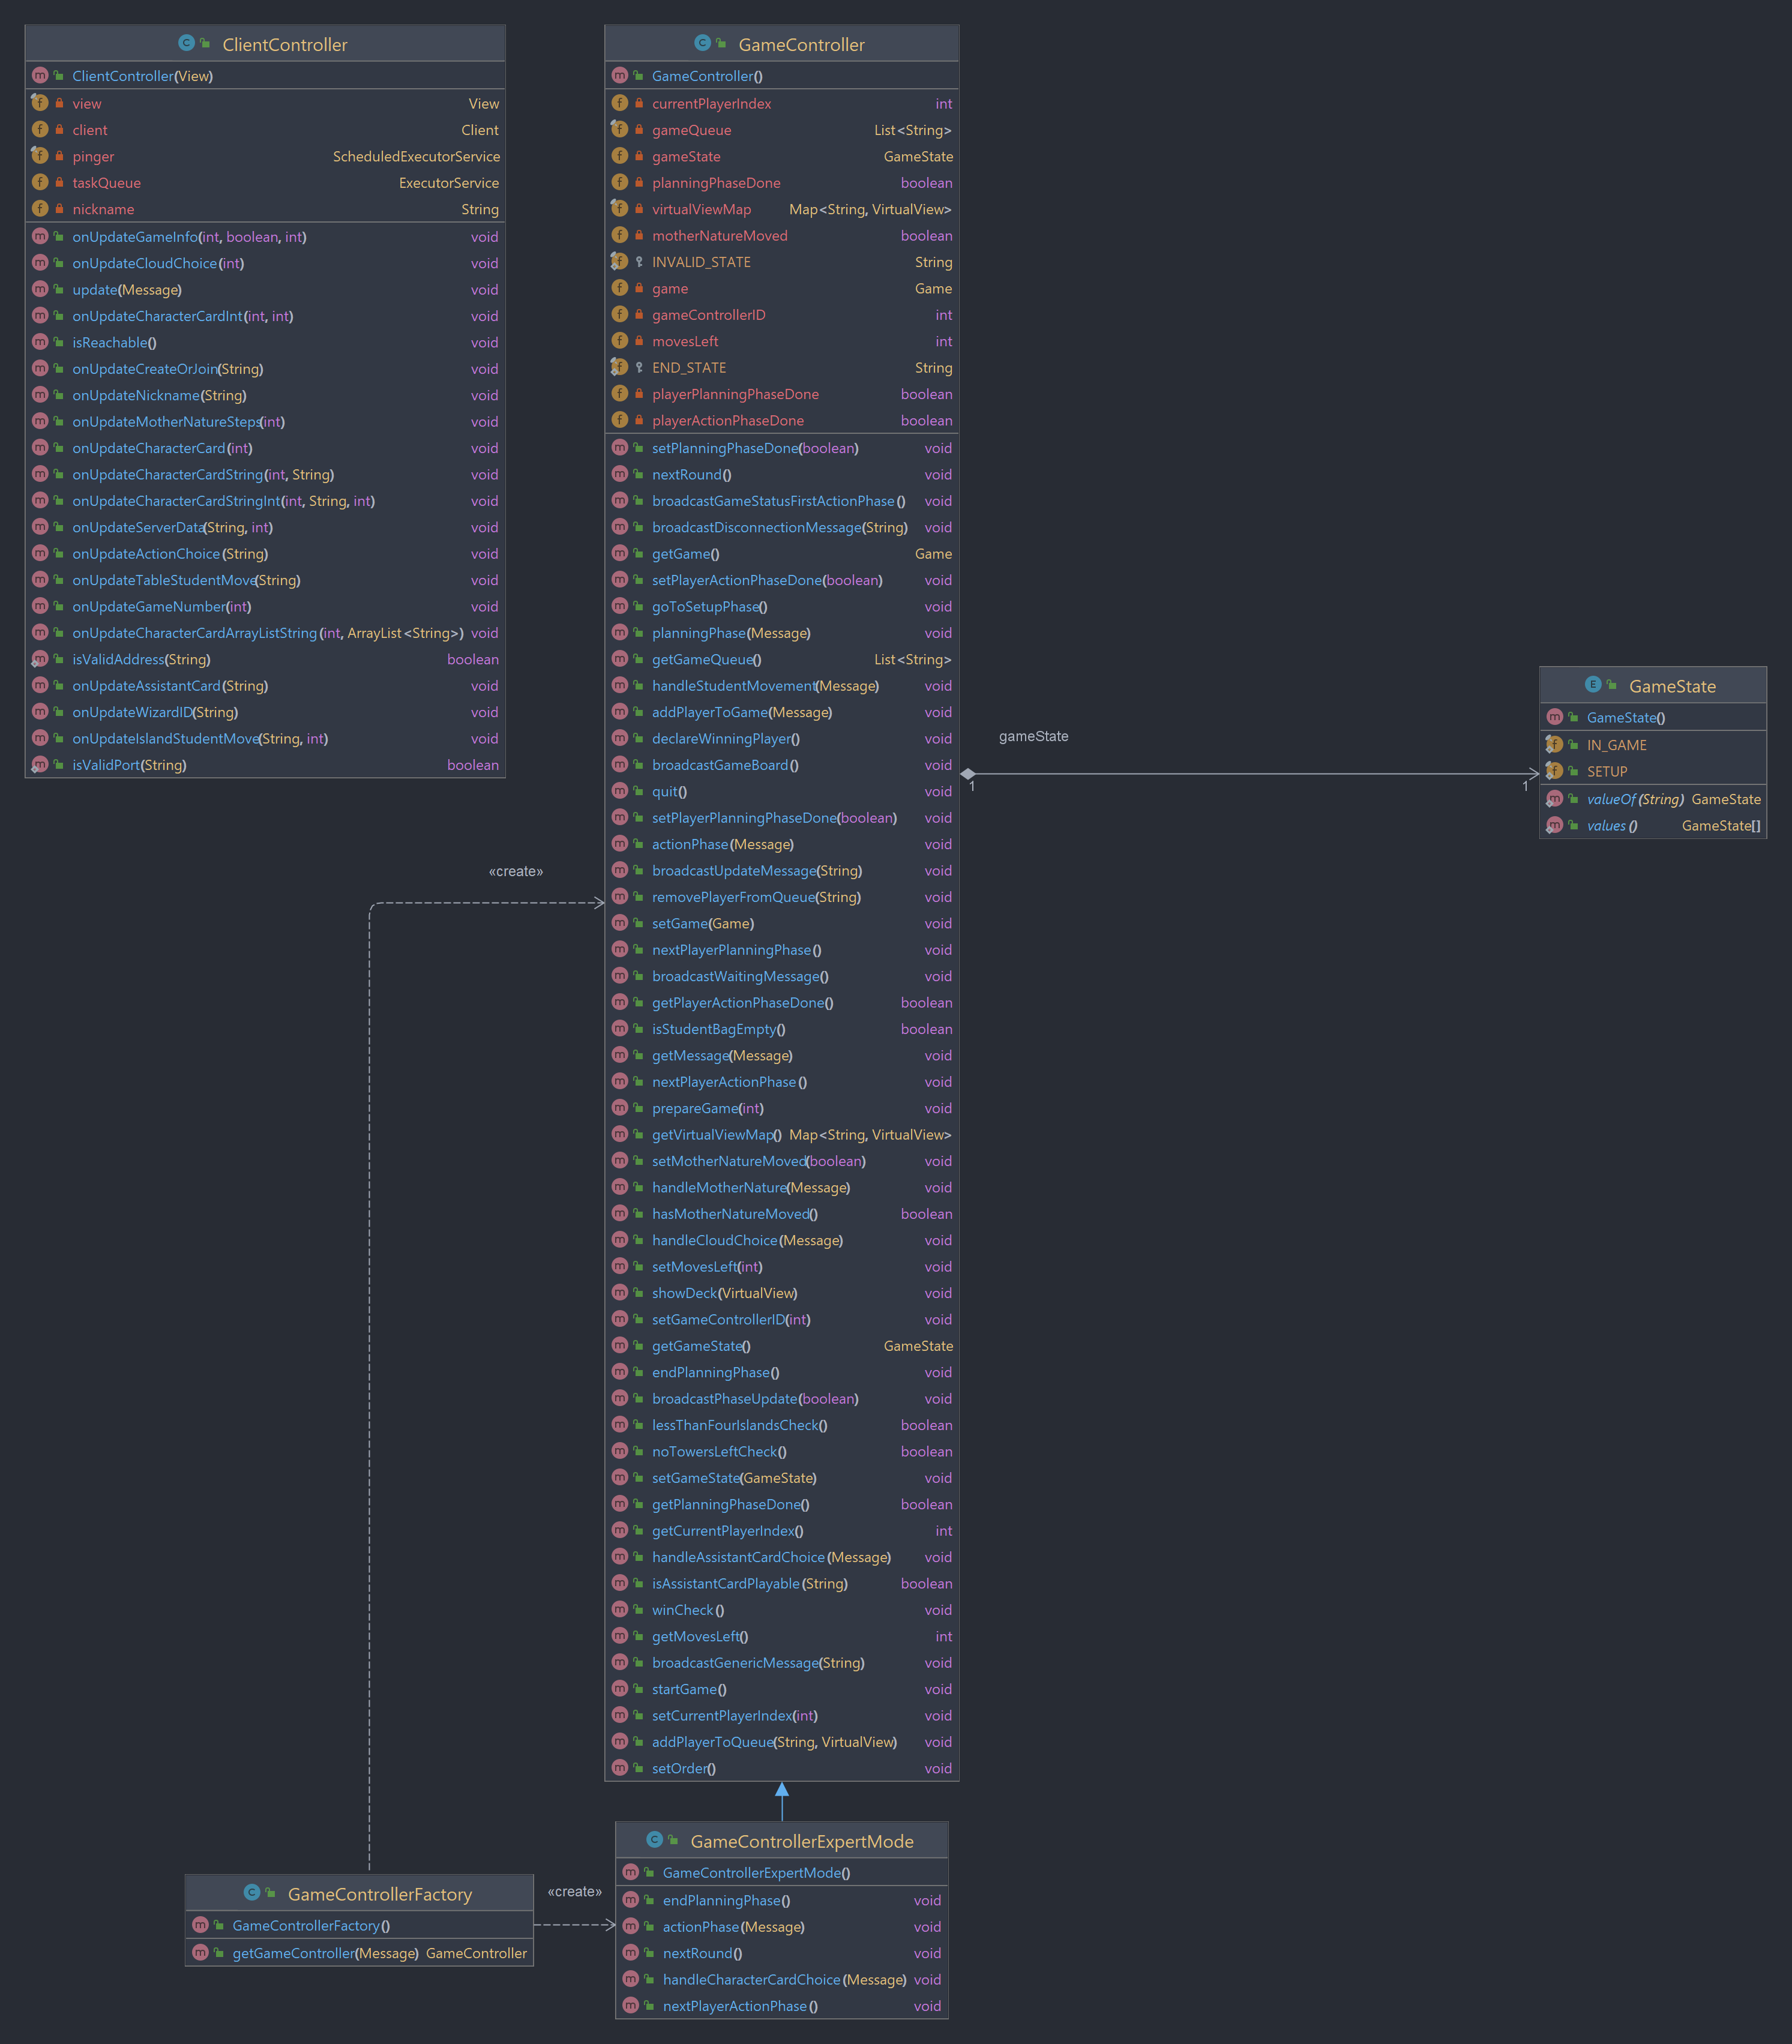 ClientController
ClientController(View)
view View
client Client
pinger ScheduledExecutorService
taskQueue ExecutorService
nickname String
onUpdateGameInfo(int, boolean, int) void
onUpdateCloudChoice(int) void
update(Message) void
onUpdateCharacterCardInt(int, int) void
isReachable() void
onUpdateCreateOrJoin(String) void
onUpdateNickname(String) void
onUpdateMotherNatureSteps(int) void
onUpdateCharacterCard(int) void
onUpdateCharacterCardString(int, String) void
onUpdateCharacterCardStringInt(int, String, int) void
onUpdateServerData(String, int) void
onUpdateActionChoice(String) void
onUpdateTableStudentMove(String) void
onUpdateGameNumber(int) void
onUpdateCharacterCardArrayListString(int, ArrayList<String>) void
isValidAddress(String) boolean
onUpdateAssistantCard(String) void
onUpdateWizardID(String) void
onUpdateIslandStudentMove(String, int) void
isValidPort(String) boolean
GameController
GameController()
currentPlayerIndex int
gameQueue List<String>
gameState GameState
planningPhaseDone boolean
virtualViewMap Map<String, VirtualView>
motherNatureMoved boolean
INVALID_STATE String
game Game
gameControllerID int
movesLeft int
END_STATE String
playerPlanningPhaseDone boolean
playerActionPhaseDone boolean
setPlanningPhaseDone(boolean) void
nextRound() void
broadcastGameStatusFirstActionPhase() void
broadcastDisconnectionMessage(String) void
getGame() Game
setPlayerActionPhaseDone(boolean) void
goToSetupPhase() void
planningPhase(Message) void
getGameQueue() List<String>
handleStudentMovement(Message) void
addPlayerToGame(Message) void
declareWinningPlayer() void
broadcastGameBoard() void
quit() void
setPlayerPlanningPhaseDone(boolean) void
actionPhase(Message) void
broadcastUpdateMessage(String) void
removePlayerFromQueue(String) void
setGame(Game) void
nextPlayerPlanningPhase() void
broadcastWaitingMessage() void
getPlayerActionPhaseDone() boolean
isStudentBagEmpty() boolean
getMessage(Message) void
nextPlayerActionPhase() void
prepareGame(int) void
getVirtualViewMap() Map<String, VirtualView>
setMotherNatureMoved(boolean) void
handleMotherNature(Message) void
hasMotherNatureMoved() boolean
handleCloudChoice(Message) void
setMovesLeft(int) void
showDeck(VirtualView) void
setGameControllerID(int) void
getGameState() GameState
endPlanningPhase() void
broadcastPhaseUpdate(boolean) void
lessThanFourIslandsCheck() boolean
noTowersLeftCheck() boolean
setGameState(GameState) void
getPlanningPhaseDone() boolean
getCurrentPlayerIndex() int
handleAssistantCardChoice(Message) void
isAssistantCardPlayable(String) boolean
winCheck() void
getMovesLeft() int
broadcastGenericMessage(String) void
startGame() void
setCurrentPlayerIndex(int) void
addPlayerToQueue(String, VirtualView) void
setOrder() void
gameState
1
1
GameState
GameState()
IN_GAME
SETUP
valueOf(String) GameState
values() GameState[]
«create»
GameControllerFactory
GameControllerFactory()
getGameController(Message) GameController
«create»
GameControllerExpertMode
GameControllerExpertMode()
endPlanningPhase() void
actionPhase(Message) void
nextRound() void
handleCharacterCardChoice(Message) void
nextPlayerActionPhase() void